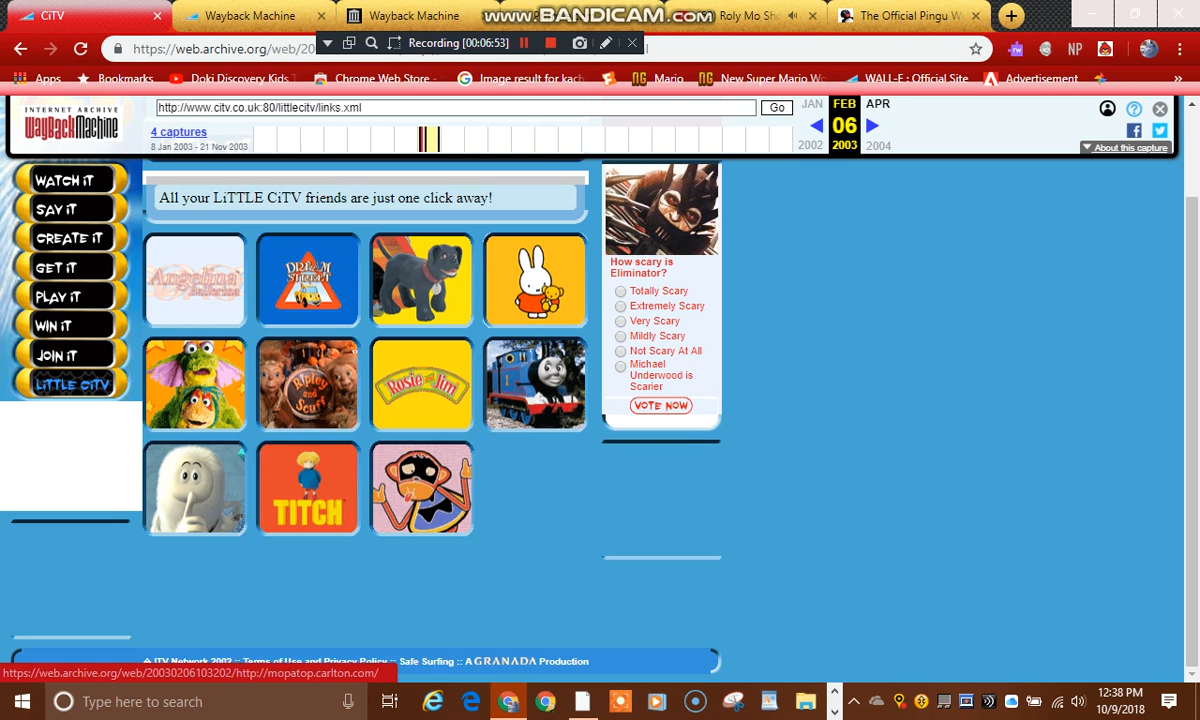 CiTV
Wayback Machine
Wayback Machine
www.BANDICAM.com
Roly Mo Sh
The Official Pingu W
https://web.archive.org/web/20
Recording [00:06:53]
l
NP
Apps
Bookmarks
Doki Discovery Kids
Chrome Web Store -
Image result for kach
Mario
New Super Mario Wo
WALL•E : Official Site
Advertisement
»
INTERNET ARCHIVE
WayBackMachine
http://www.citv.co.uk:80/littlecitv/links.xml
Go
JAN
FEB
APR
4 captures
06
8 Jan 2003 - 21 Nov 2003
2002
2003
2004
About this capture
WATCH iT
SAY iT
CREATE iT
GET iT
PLAY iT
WIN iT
JOIN iT
LiTTLE CiTV
All your LiTTLE CiTV friends are just one click away!
Angelina
Ballerina
DREAM
STREET
Ripley
and
Scuff
Rosie and Jim
TITCH
How scary is
Eliminator?
Totally Scary
Extremely Scary
Very Scary
Mildly Scary
Not Scary At All
Michael
Underwood is
Scarier
VOTE NOW
� ITV Network 2002 :: Terms of Use and Privacy Policy :: Safe Surfing :: A GRANADA Production
https://web.archive.org/web/20030206103202/http://mopatop.carlton.com/
Type here to search
12:38 PM
10/9/2018